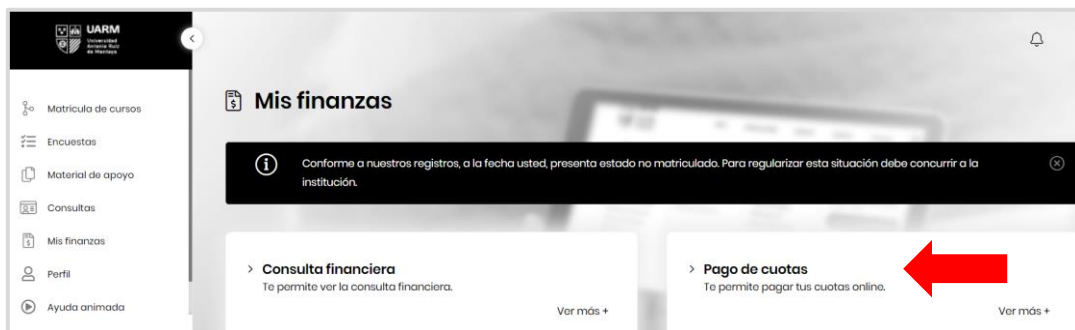 UARM
Universidad
Antonio Ruiz
de Montoya
Mis finanzas
Conforme a nuestros registros, a la fecha usted, presenta estado no matriculado. Para regularizar esta situación debe concurrir a la
institución.
Matrícula de cursos
Encuestas
Material de apoyo
Consultas
Mis finanzas
Perfil
Ayuda animada
Consulta financiera
Te permite ver la consulta financiera.
Ver más +
Pago de cuotas
Te permite pagar tus cuotas online.
Ver más +